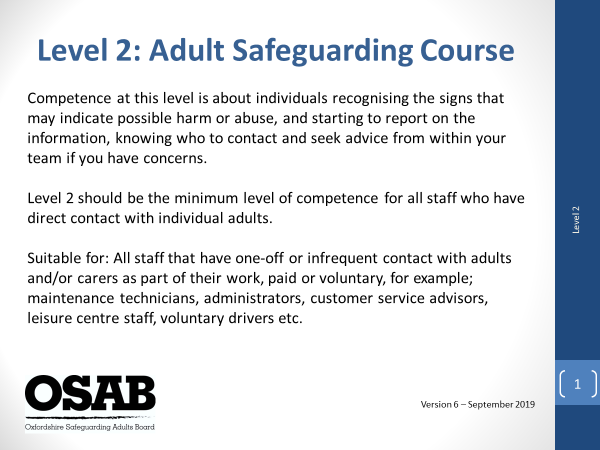 Level 2: Adult Safeguarding Course
Competence at this level is about individuals recognising the signs that
may indicate possible harm or abuse, and starting to report on the
information, knowing who to contact and seek advice from within your
team if you have concerns.
Level 2 should be the minimum level of competence for all staff who have
direct contact with individual adults.
Suitable for: All staff that have one-off or infrequent contact with adults
and/or carers as part of their work, paid or voluntary, for example;
maintenance technicians, administrators, customer service advisors,
leisure centre staff, voluntary drivers etc.
OSAB
Oxfordshire Safeguarding Adults Board
Version 6 – September 2019
Level 2
1